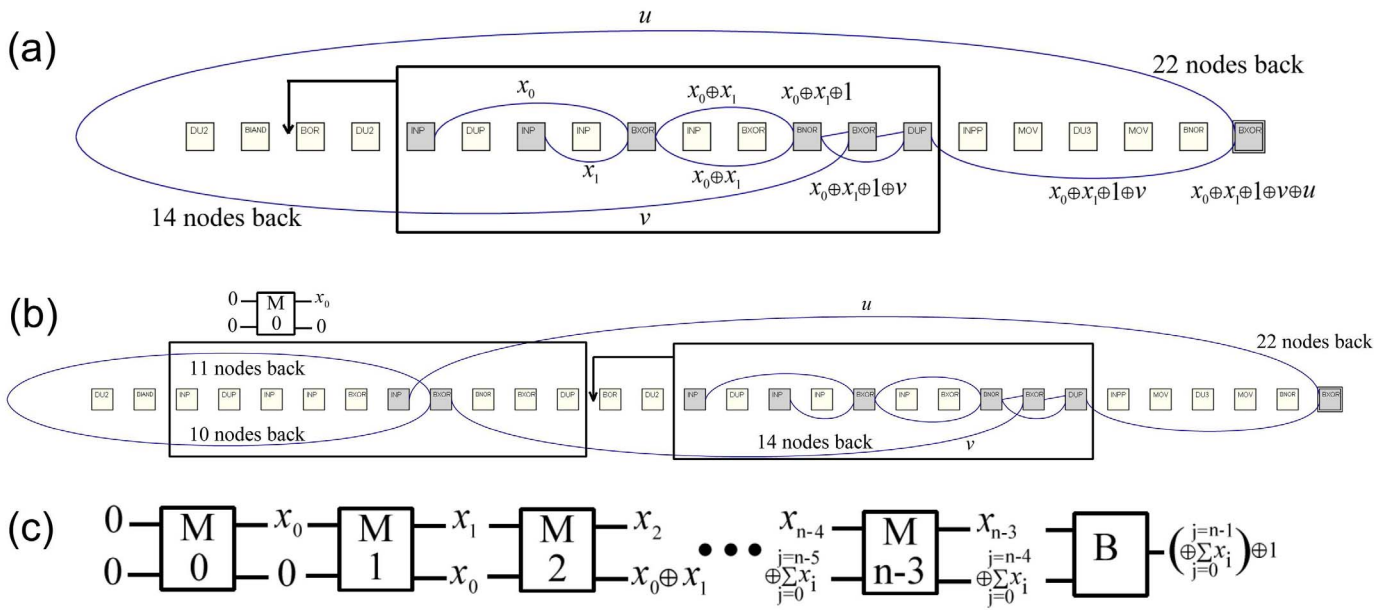 (a)
u
22 nodes back
x₀
x₀⊕x₁
x₀⊕x₁⊕1
DU2 BIAND BOR DU2 INP DUP INP INP BXOR INP BXOR BNOR BXOR DUP INPP MOV DU3 MOV BNOR BXOR
x₁
x₀⊕x₁
x₀⊕x₁⊕1⊕v
x₀⊕x₁⊕1⊕v
x₀⊕x₁⊕1⊕v⊕u
14 nodes back
v
(b)
0 M x₀
0 0 0
u
22 nodes back
11 nodes back
DU2 BIAND INP DUP INP INP BXOR INP BXOR BNOR BXOR DUP BOR DU2 INP DUP INP INP BXOR INP BXOR BNOR BXOR DUP INPP MOV DU3 MOV BNOR BXOR
10 nodes back
14 nodes back
v
(c)
0 M x₀ M x₁ M x₂ ••• xₙ₋₄ M xₙ₋₃ B
0 0 0 1 x₀ 2 x₀⊕x₁ j=n-5 ⊕∑xᵢ j=0 n-3 j=n-4 ⊕∑xᵢ j=0 (j=n-1 ⊕∑xᵢ j=0)⊕1